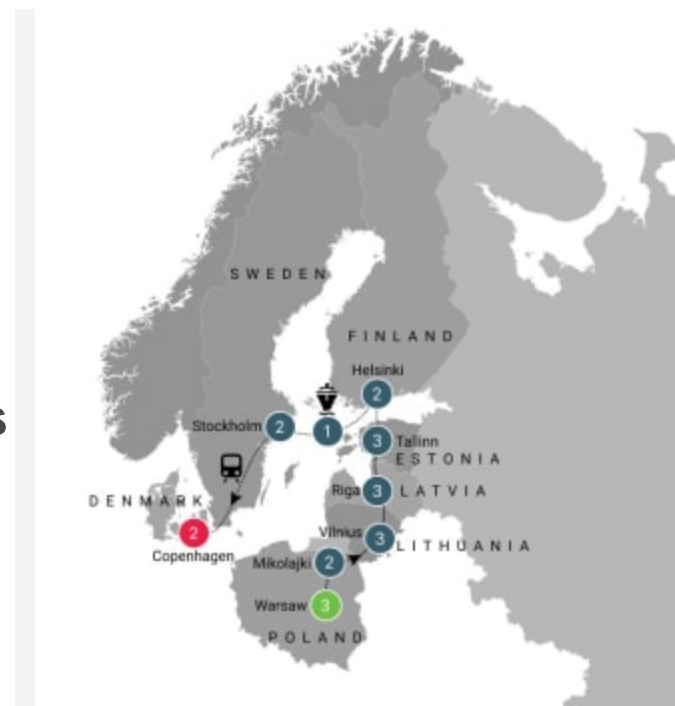 SWEDEN
FINLAND
Helsinki
2
Stockholm 2
1
3 Tallinn
ESTONIA
s
Riga 3 LATVIA
DENMARK
2
Copenhagen
Vilnius 3
LITHUANIA
Mikolajki 2
Warsaw 3
POLAND